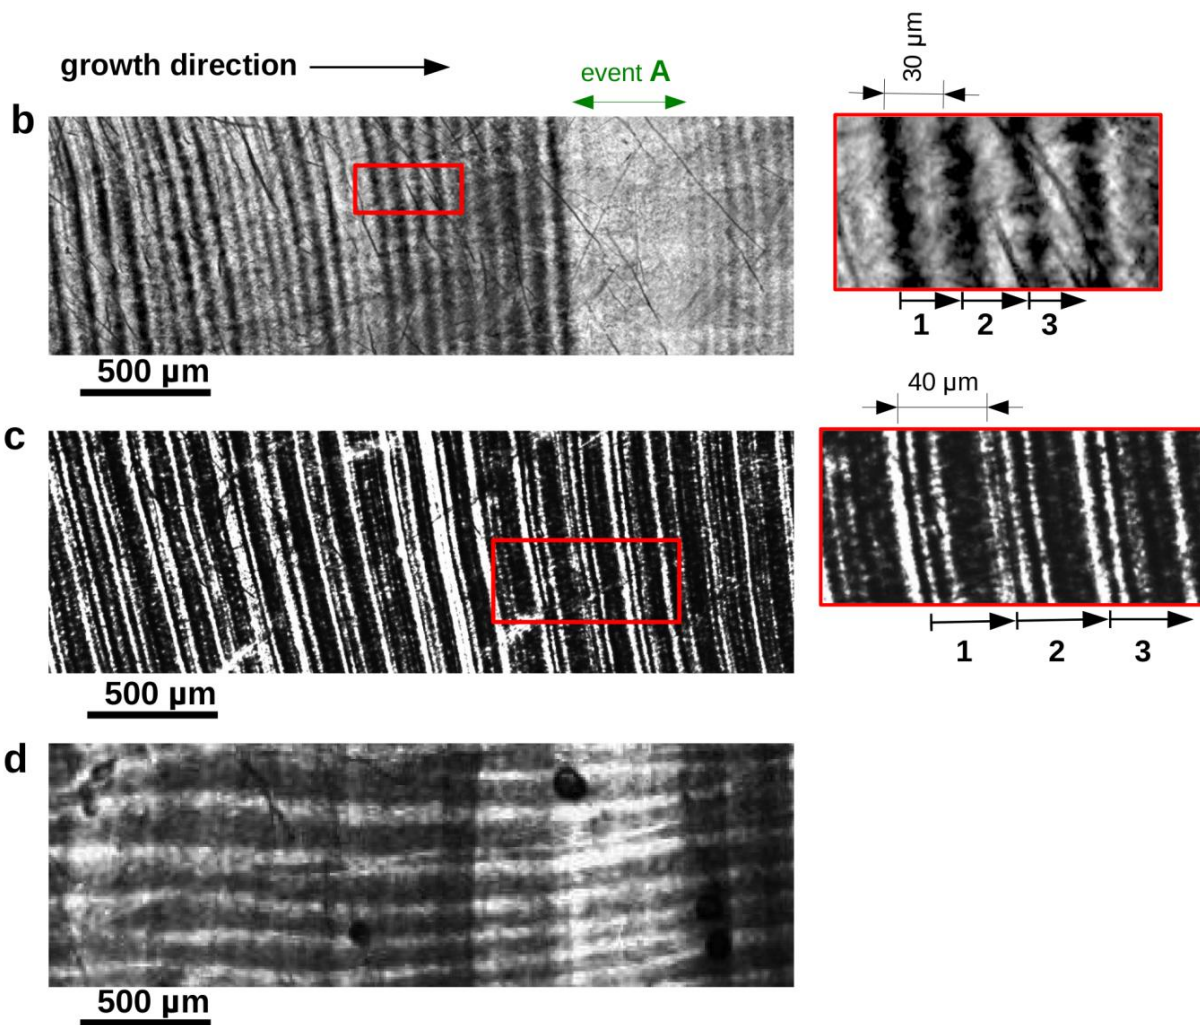 growth direction
event A
30 µm
b
1 2 3
500 µm
40 µm
c
1 2 3
500 µm
d
500 µm